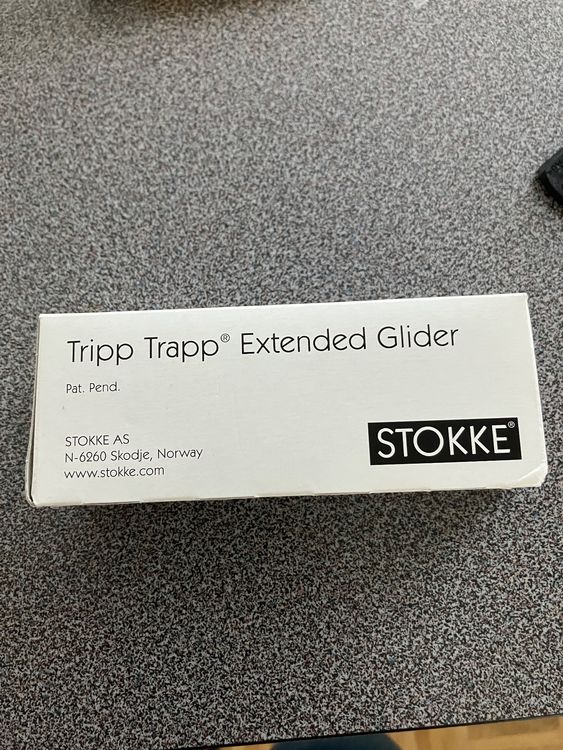 Tripp Trapp® Extended Glider
Pat. Pend.
STOKKE AS
N-6260 Skodje, Norway
www.stokke.com
STOKKE®